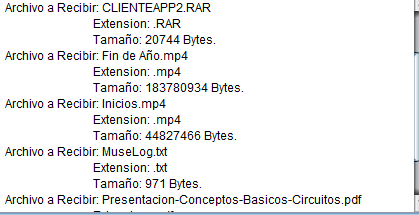 Archivo a Recibir: CLIENTEAPP2.RAR
Extension: .RAR
Tamaño: 20744 Bytes.
Archivo a Recibir: Fin de Año.mp4
Extension: .mp4
Tamaño: 183780934 Bytes.
Archivo a Recibir: Inicios.mp4
Extension: .mp4
Tamaño: 44827466 Bytes.
Archivo a Recibir: MuseLog.txt
Extension: .txt
Tamaño: 971 Bytes.
Archivo a Recibir: Presentacion-Conceptos-Basicos-Circuitos.pdf